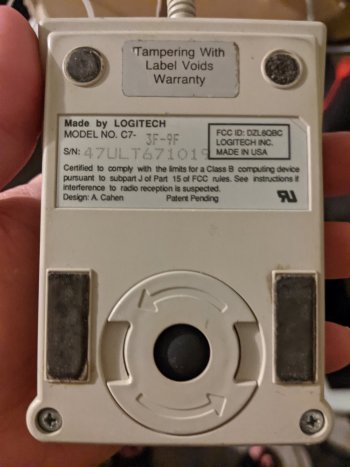 Tampering With
Label Voids
Warranty
Made by LOGITECH
MODEL NO. C7- 3F-9F
S/N: 47ULT671019
FCC ID: DZL6QBC
LOGITECH INC.
MADE IN USA
Certified to comply with the limits for a Class B computing device
pursuant to subpart J of Part 15 of FCC rules. See instructions if
interference to radio reception is suspected.
Design: A. Cahen Patent Pending